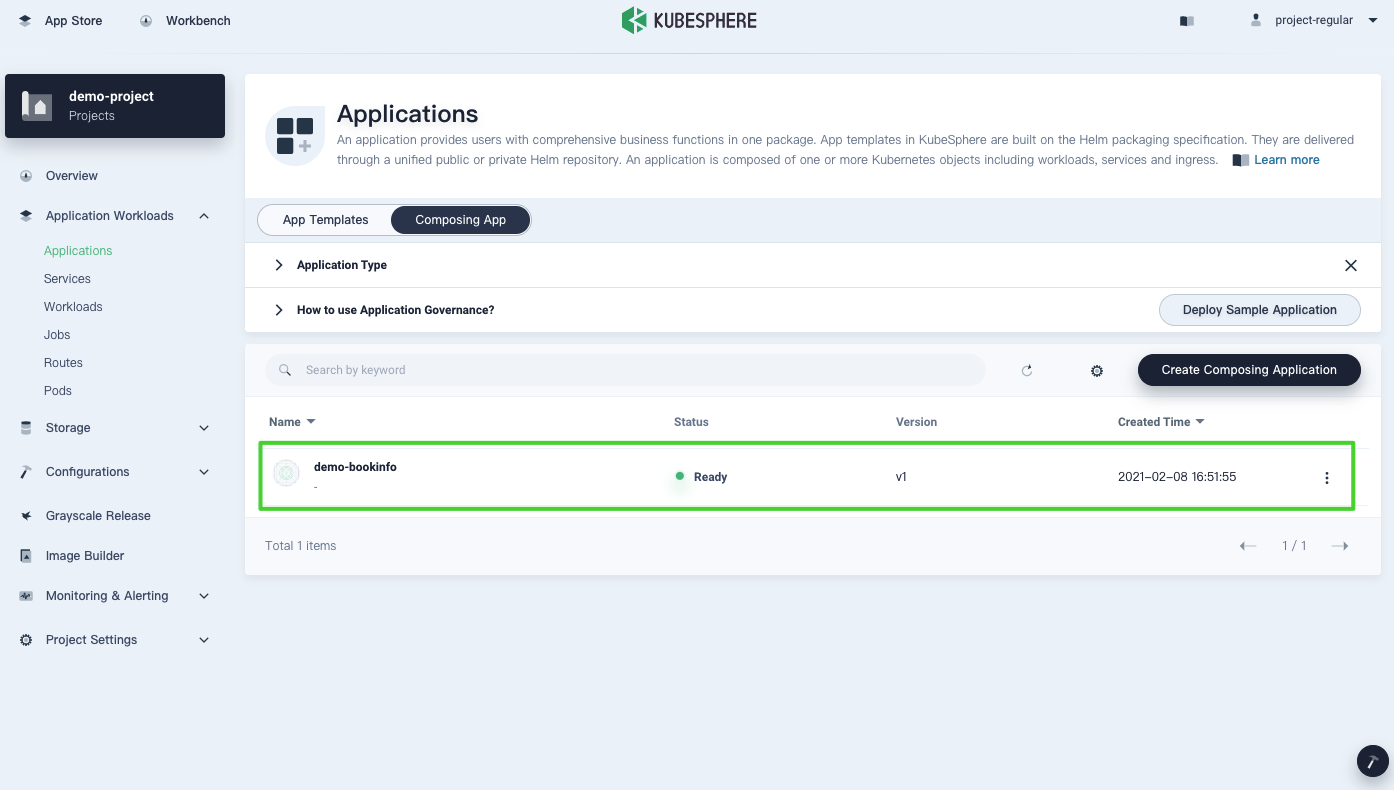 App Store
Workbench
KUBESPHERE
project-regular
demo-project
Projects
Overview
Application Workloads
Applications
Services
Workloads
Jobs
Routes
Pods
Storage
Configurations
Grayscale Release
Image Builder
Monitoring & Alerting
Project Settings
Applications
An application provides users with comprehensive business functions in one package. App templates in KubeSphere are built on the Helm packaging specification. They are delivered
through a unified public or private Helm repository. An application is composed of one or more Kubernetes objects including workloads, services and ingress. Learn more
App Templates
Composing App
Application Type
How to use Application Governance?
Deploy Sample Application
Search by keyword
Create Composing Application
Name Status Version Created Time
demo-bookinfo Ready v1 2021-02-08 16:51:55
-
Total 1 items
1 / 1